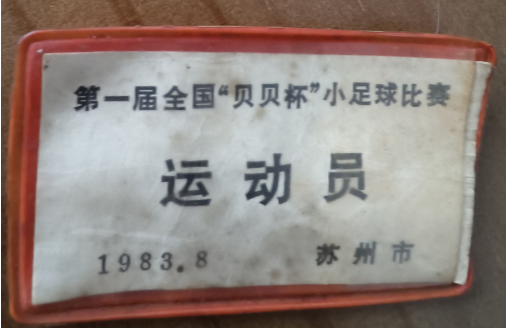 第一届全国“贝贝杯”小足球比赛
运动员
1983.8 苏州市